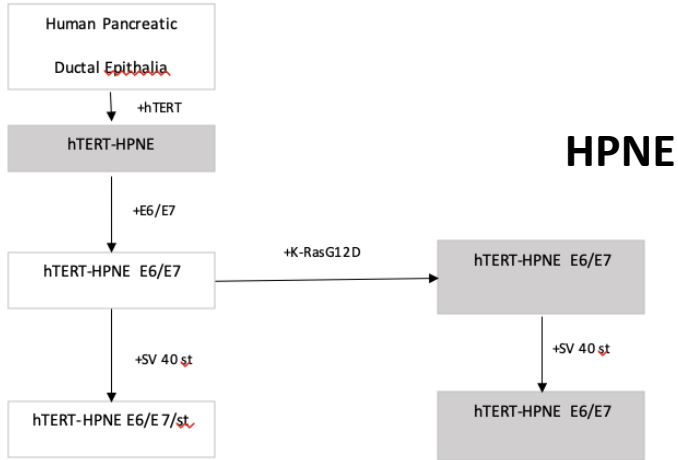 Human Pancreatic
Ductal Epithalia
+hTERT
hTERT-HPNE
HPNE
+E6/E7
hTERT-HPNE E6/E7
+K-RasG12D
hTERT-HPNE E6/E7
+SV 40 st
+SV 40 st
hTERT-HPNE E6/E7/st
hTERT-HPNE E6/E7